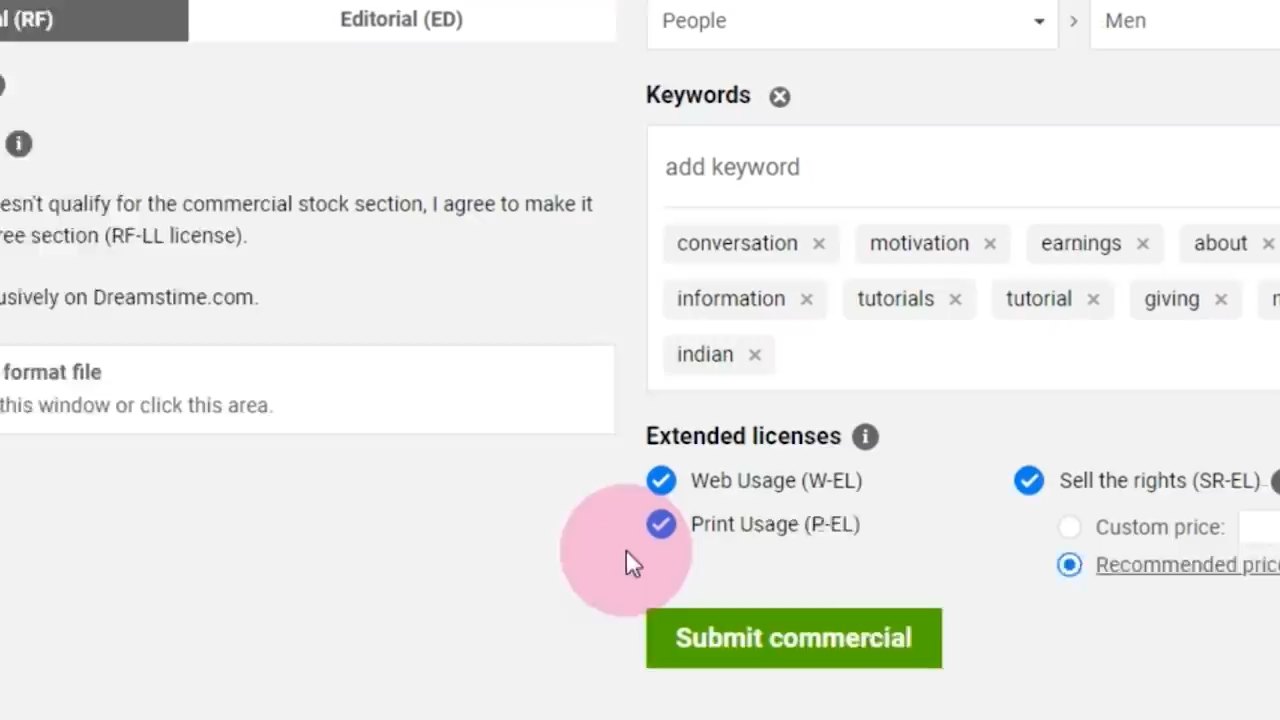 l (RF)
Editorial (ED)
esn't qualify for the commercial stock section, I agree to make it
ree section (RF-LL license).
usively on Dreamstime.com.
format file
this window or click this area.
People > Men
Keywords
add keyword
conversation motivation earnings about
information tutorials tutorial giving
indian
Extended licenses
Web Usage (W-EL)
Print Usage (P-EL)
Sell the rights (SR-EL)
Custom price:
Recommended price
Submit commercial